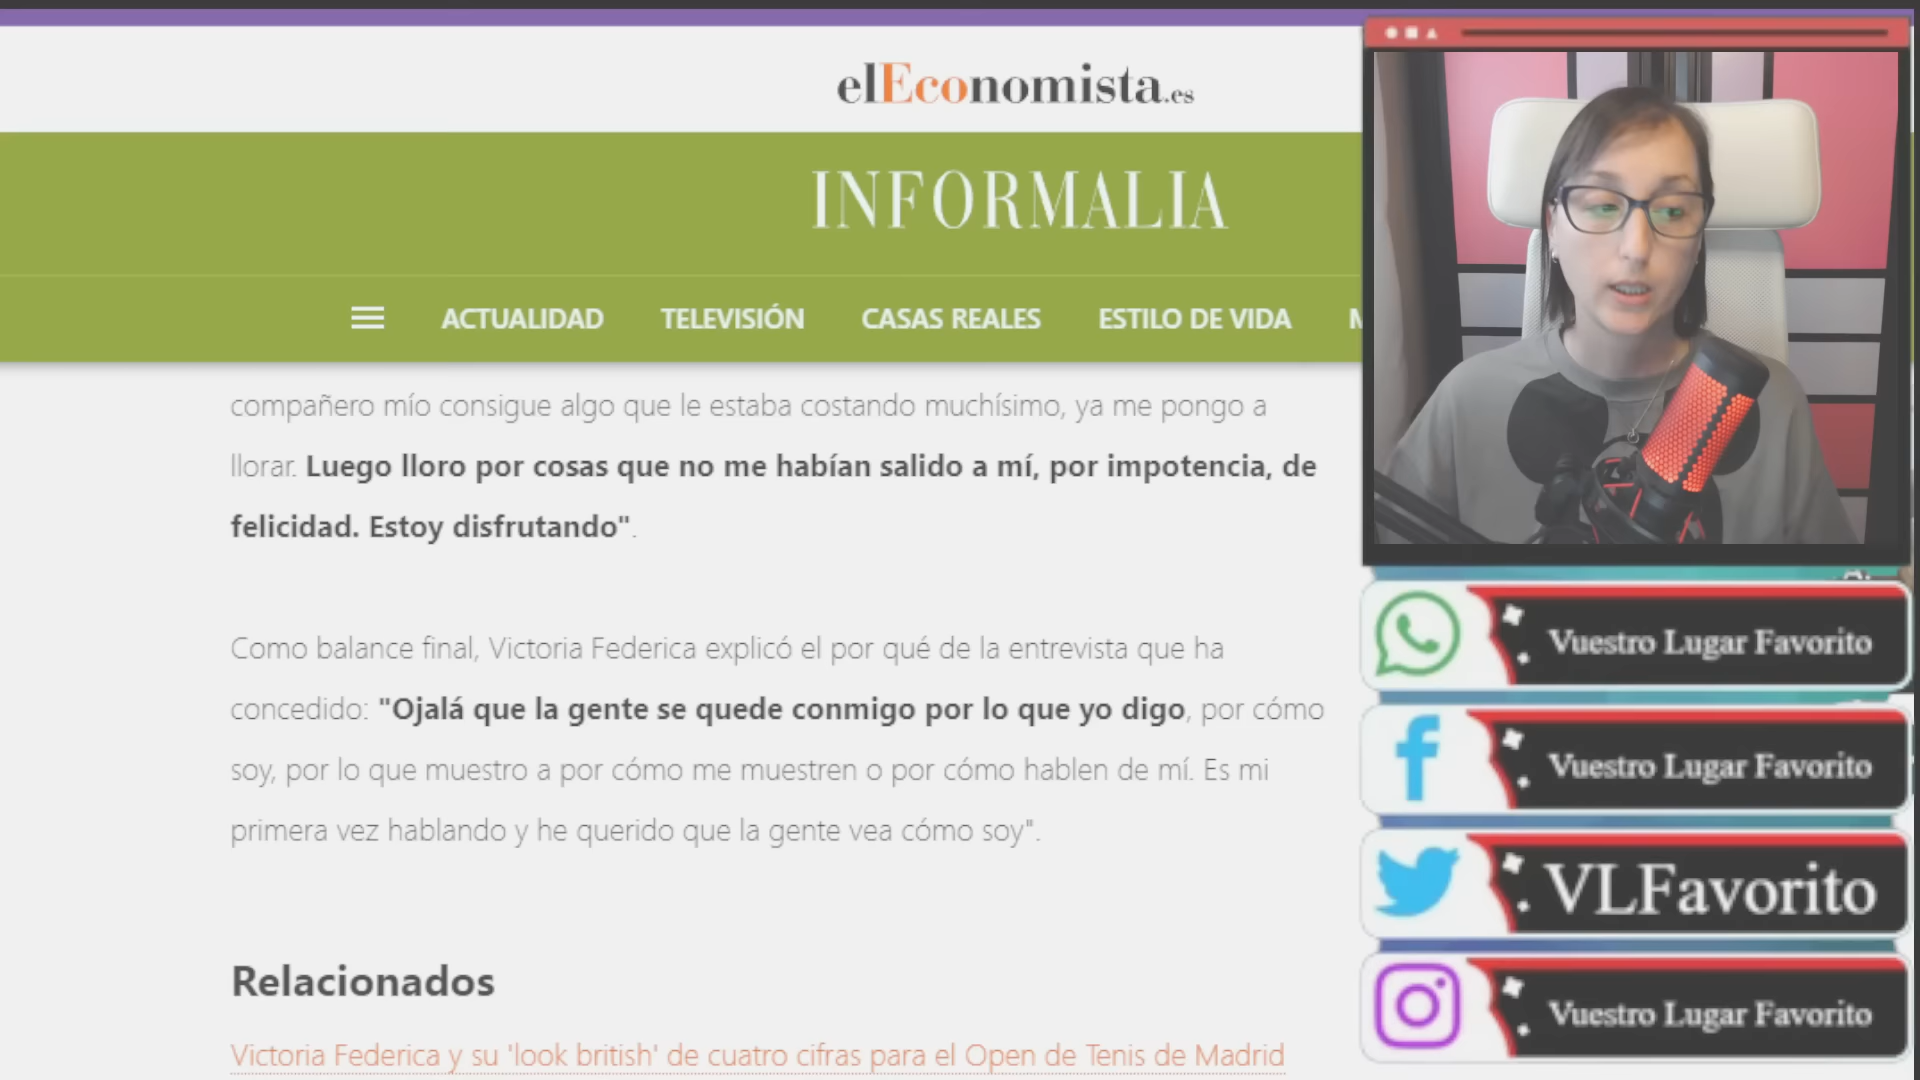 elEconomista.es
INFORMALIA
ACTUALIDAD TELEVISIÓN CASAS REALES ESTILO DE VIDA M
compañero mío consigue algo que le estaba costando muchísimo, ya me pongo a
llorar. Luego lloro por cosas que no me habían salido a mí, por impotencia, de
felicidad. Estoy disfrutando".
Como balance final, Victoria Federica explicó el por qué de la entrevista que ha
concedido: "Ojalá que la gente se quede conmigo por lo que yo digo, por cómo
soy, por lo que muestro a por cómo me muestren o por cómo hablen de mí. Es mi
primera vez hablando y he querido que la gente vea cómo soy".
Relacionados
Victoria Federica y su 'look british' de cuatro cifras para el Open de Tenis de Madrid
Vuestro Lugar Favorito
Vuestro Lugar Favorito
VLFavorito
Vuestro Lugar Favorito